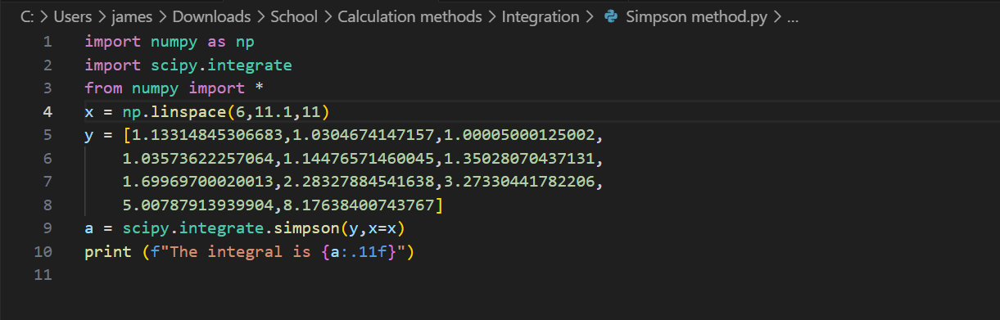 C: > Users > james > Downloads > School > Calculation methods > Integration > Simpson method.py > ...
1 import numpy as np
2 import scipy.integrate
3 from numpy import *
4 x = np.linspace(6,11.1,11)
5 y = [1.13314845306683,1.0304674147157,1.00005000125002,
6 1.03573622257064,1.14476571460045,1.35028070437131,
7 1.69969700020013,2.28327884541638,3.27330441782206,
8 5.00787913939904,8.17638400743767]
9 a = scipy.integrate.simpson(y,x=x)
10 print (f"The integral is {a:.11f}")
11